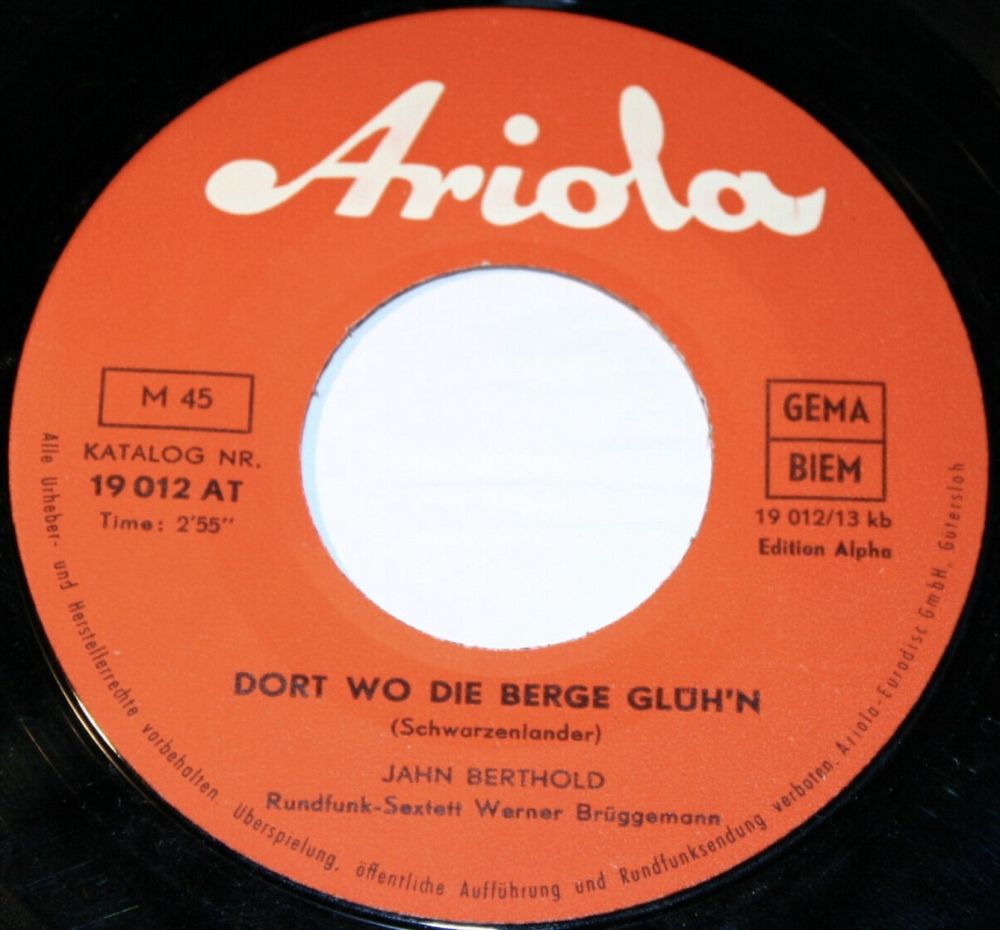 Ariola
M 45
KATALOG NR.
19 012 AT
Time: 2'55"
GEMA
BIEM
19 012/13 kb
Edition Alpha
DORT WO DIE BERGE GLÜH'N
(Schwarzenlander)
JAHN BERTHOLD
Rundfunk-Sextett Werner Brüggemann
Alle Urheber- und Herstellerrechte vorbehalten. Überspielung, öffentliche Aufführung und Rundfunksendung verboten. Ariola-Eurodisc GmbH. Gütersloh